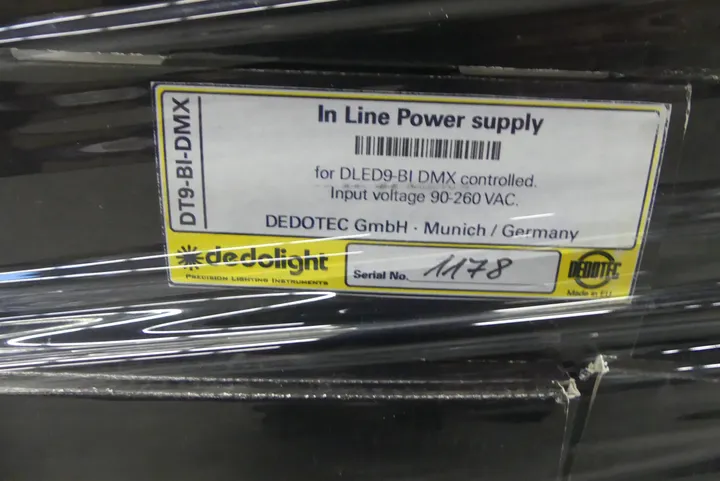 DT9-BI-DMX
In Line Power supply
for DLED9-BI DMX controlled.
Input voltage 90-260 VAC.
DEDOTEC GmbH · Munich / Germany
dedolight
PRECISION LIGHTING INSTRUMENTS
Serial No. 1178
DEDOTEC
Made in EU